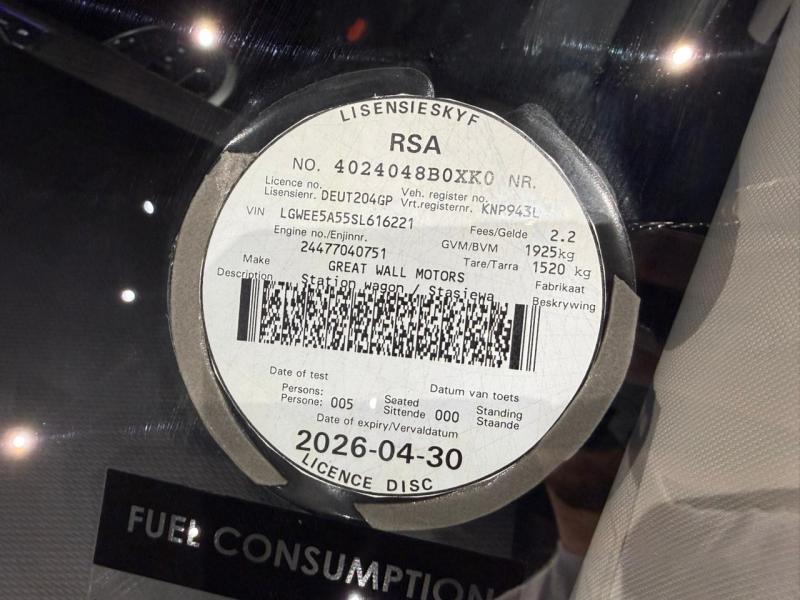 LISENSIESKYF
RSA
NO. 4024048B0XK0 NR.
Licence no. Veh. register no.
Lisensienr. DEUT204GP Vrt.registernr. KNP943L
VIN LGWEE5A55SL616221 Fees/Gelde 2.2
Engine no./Enjinnr. GVM/BVM 1925kg
24477040751 Tare/Tarra 1520 kg
Make GREAT WALL MOTORS Fabrikaat
Description Station wagon / Stasiewa Beskrywing
Date of test Datum van toets
Persons: Seated Standing
Persone: 005 Sittende 000 Staande
Date of expiry/Vervaldatum
2026-04-30
LICENCE DISC
FUEL CONSUMPTION